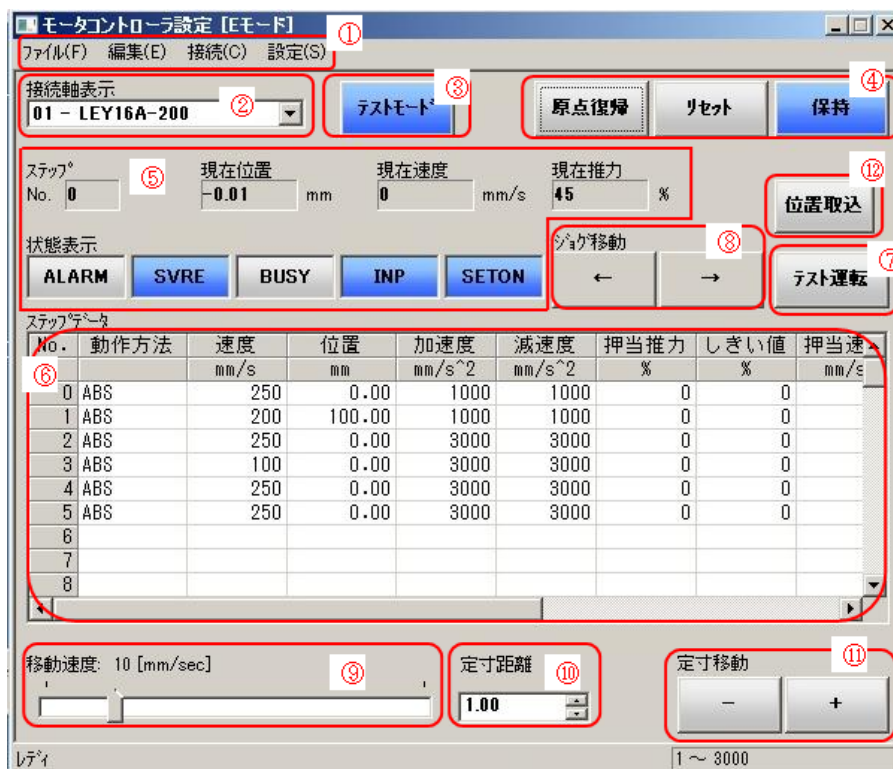 モータコントローラ設定 [Eモード]
①
ファイル(F) 編集(E) 接続(C) 設定(S)
接続軸表示
②
01 - LEY16A-200
テストモード
③
④
原点復帰 リセット 保持
ステップ 現在位置 現在速度 現在推力
No. 0 ⑤ -0.01 mm 0 mm/s 45 %
⑫
位置取込
状態表示
ALARM SVRE BUSY INP SETON
ジョグ移動 ⑧
← →
⑦
テスト運転
ステップデータ
⑥
No. 動作方法 速度 位置 加速度 減速度 押当推力 しきい値 押当速
mm/s mm mm/s^2 mm/s^2 % % mm/s
0 ABS 250 0.00 1000 1000 0 0
1 ABS 200 100.00 1000 1000 0 0
2 ABS 250 0.00 3000 3000 0 0
3 ABS 100 0.00 3000 3000 0 0
4 ABS 250 0.00 3000 3000 0 0
5 ABS 250 0.00 3000 3000 0 0
6
7
8
移動速度: 10 [mm/sec] ⑨
定寸距離 ⑩
1.00
定寸移動 ⑪
- +
レディ 1 ～ 3000